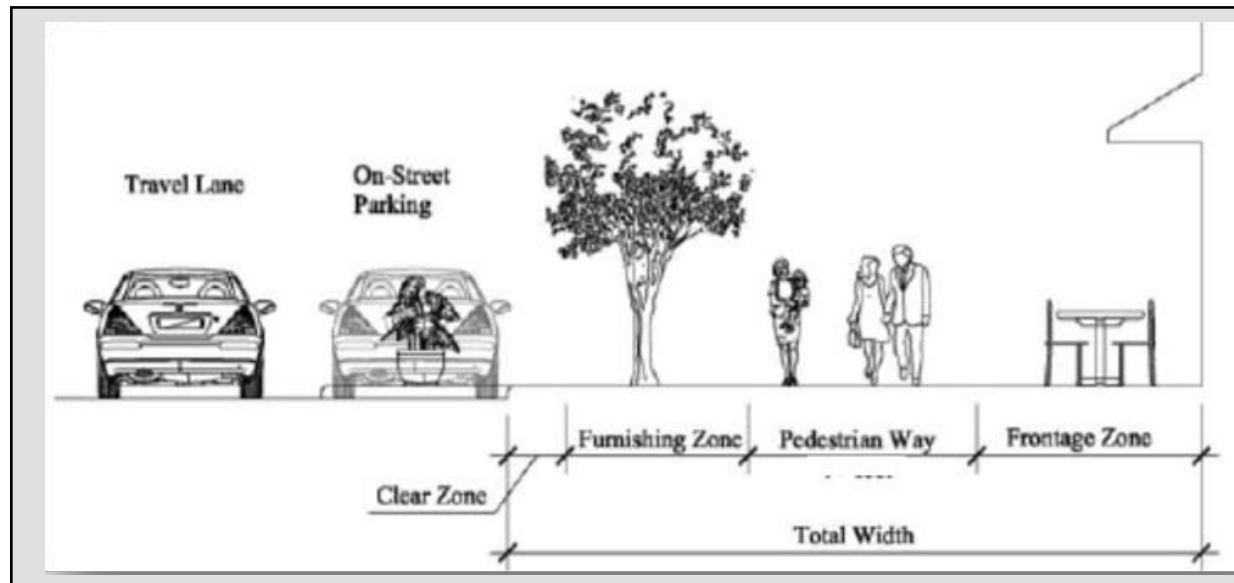 Travel Lane
On-Street
Parking
Furnishing Zone
Pedestrian Way
Frontage Zone
Clear Zone
Total Width